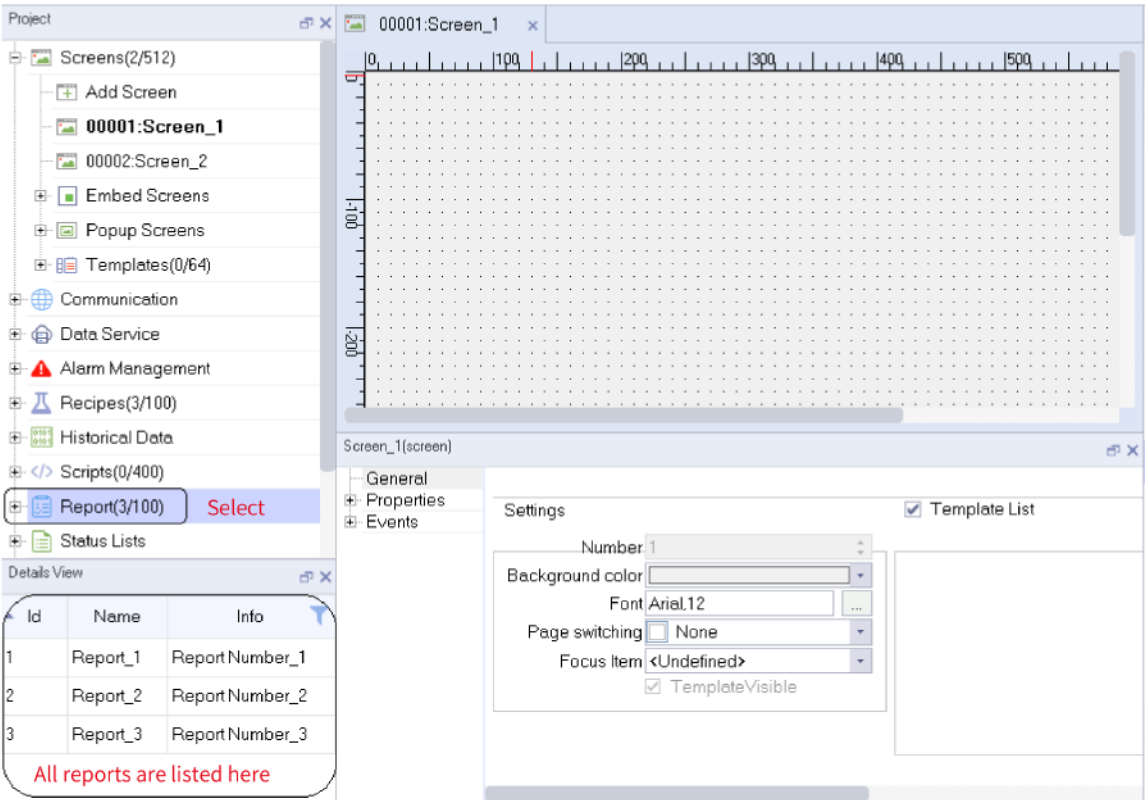 Project
Screens(2/512)
Add Screen
00001:Screen_1
00002:Screen_2
Embed Screens
Popup Screens
Templates(0/64)
Communication
Data Service
Alarm Management
Recipes(3/100)
Historical Data
Scripts(0/400)
Report(3/100) Select
Status Lists
Details View
Id Name Info
1 Report_1 Report Number_1
2 Report_2 Report Number_2
3 Report_3 Report Number_3
All reports are listed here
00001:Screen_1
0 100 200 300 400 500
0
-100
-200
Screen_1(screen)
General
Properties
Events
Settings
Template List
Number 1
Background color
Font Arial,12 ...
Page switching None
Focus Item <Undefined>
TemplateVisible